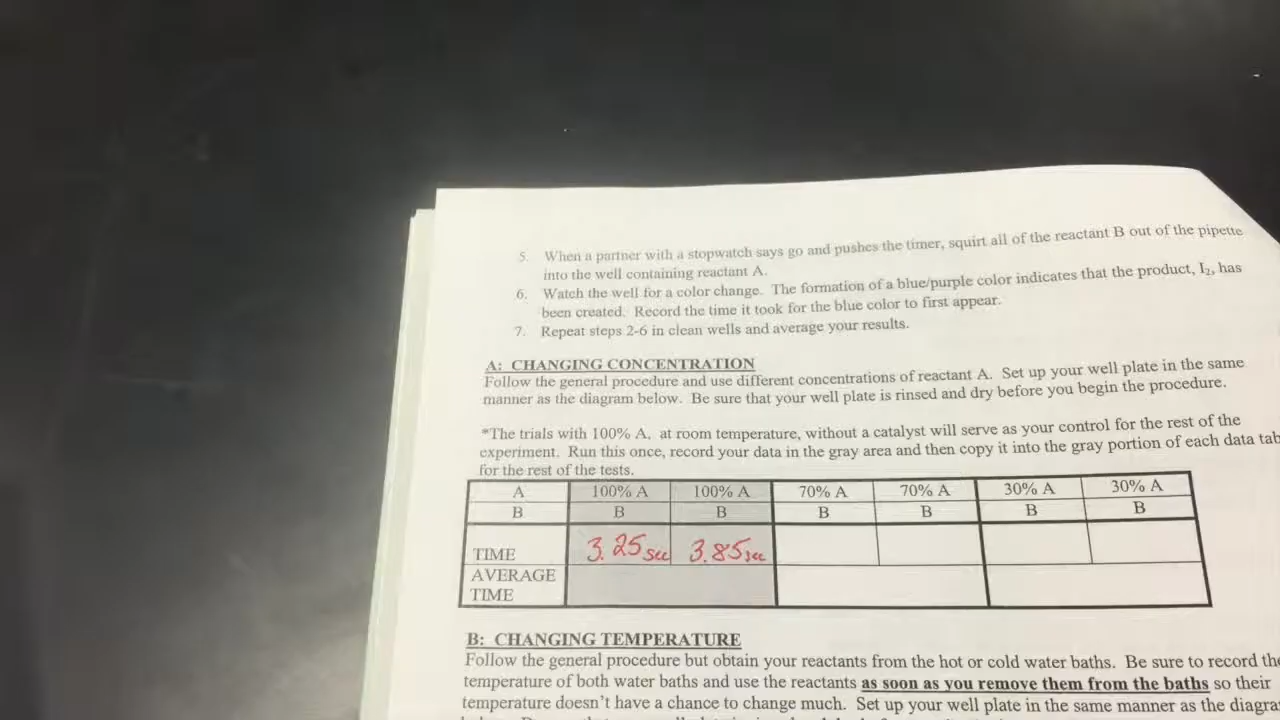 5. When a partner with a stopwatch says go and pushes the timer, squirt all of the reactant B out of the pipette
into the well containing reactant A.
6. Watch the well for a color change. The formation of a blue/purple color indicates that the product, I₂, has
been created. Record the time it took for the blue color to first appear.
7. Repeat steps 2-6 in clean wells and average your results.
A: CHANGING CONCENTRATION
Follow the general procedure and use different concentrations of reactant A. Set up your well plate in the same
manner as the diagram below. Be sure that your well plate is rinsed and dry before you begin the procedure.
*The trials with 100% A, at room temperature, without a catalyst will serve as your control for the rest of the
experiment. Run this once, record your data in the gray area and then copy it into the gray portion of each data tab
for the rest of the tests.
A 100% A 100% A 70% A 70% A 30% A 30% A
B B B B B B B
TIME 3.25 sec 3.85 sec
AVERAGE
TIME
B: CHANGING TEMPERATURE
Follow the general procedure but obtain your reactants from the hot or cold water baths. Be sure to record the
temperature of both water baths and use the reactants as soon as you remove them from the baths so their
temperature doesn't have a chance to change much. Set up your well plate in the same manner as the diagra